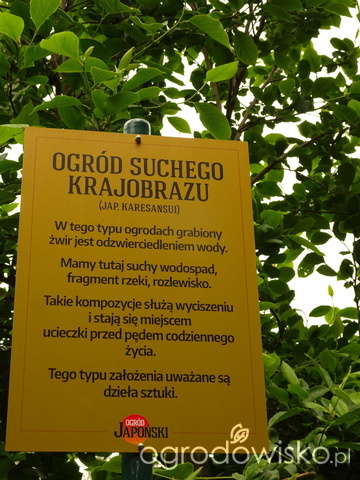 OGRÓD SUCHEGO
KRAJOBRAZU
(JAP. KARESANSUI)
W tego typu ogrodach grabiony
żwir jest odzwierciedleniem wody.
Mamy tutaj suchy wodospad,
fragment rzeki, rozlewisko.
Takie kompozycje służą wyciszeniu
i stają się miejscem
ucieczki przed pędem codziennego
życia.
Tego typu założenia uważane są
dzieła sztuki.
OGRÓD
JAPOŃSKI
ogrodowisko.pl